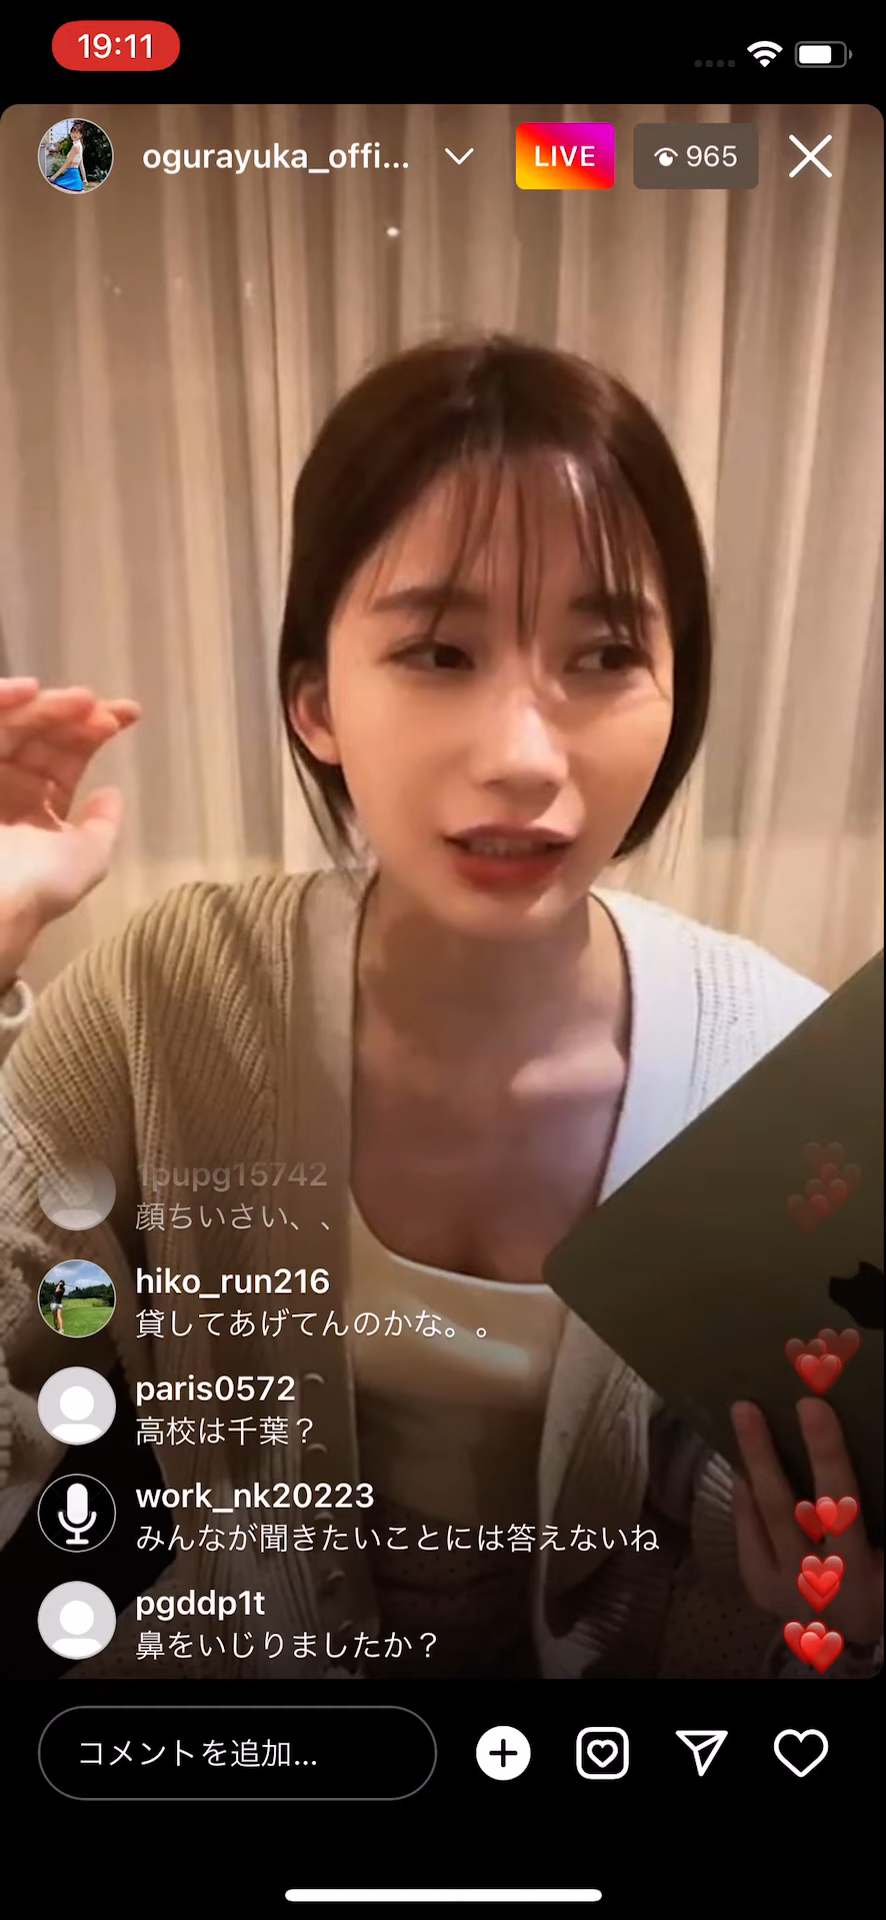 19:11
ogurayuka_offi...
LIVE
965
1pupg15742
顔ちいさい、、
hiko_run216
貸してあげてんのかな。。
paris0572
高校は千葉？
work_nk20223
みんなが聞きたいことには答えないね
pgddp1t
鼻をいじりましたか？
コメントを追加...